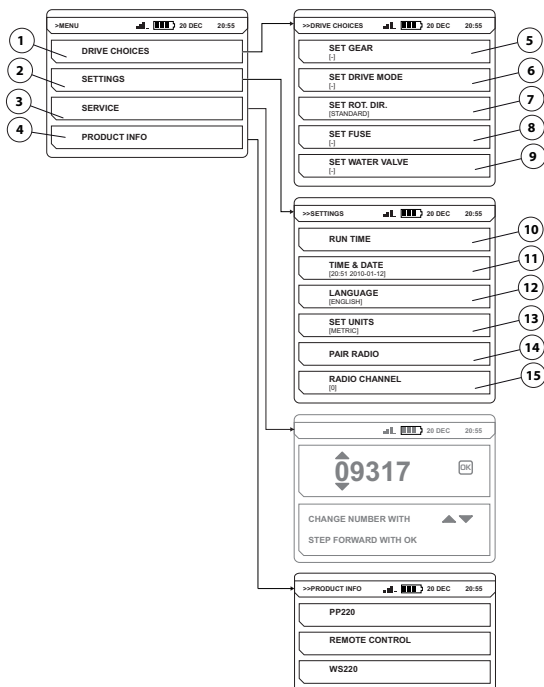 >MENU 20 DEC 20:55
1
DRIVE CHOICES
2
SETTINGS
3
SERVICE
4
PRODUCT INFO
>>DRIVE CHOICES 20 DEC 20:55
SET GEAR
[-]
5
SET DRIVE MODE
[-]
6
SET ROT. DIR.
[STANDARD]
7
SET FUSE
[-]
8
SET WATER VALVE
[-]
9
>>SETTINGS 20 DEC 20:55
RUN TIME
10
TIME & DATE
[20:51 2010-01-12]
11
LANGUAGE
[ENGLISH]
12
SET UNITS
[METRIC]
13
PAIR RADIO
14
RADIO CHANNEL
[0]
15
20 DEC 20:55
09317 OK
CHANGE NUMBER WITH
STEP FORWARD WITH OK
>>PRODUCT INFO 20 DEC 20:55
PP220
REMOTE CONTROL
WS220